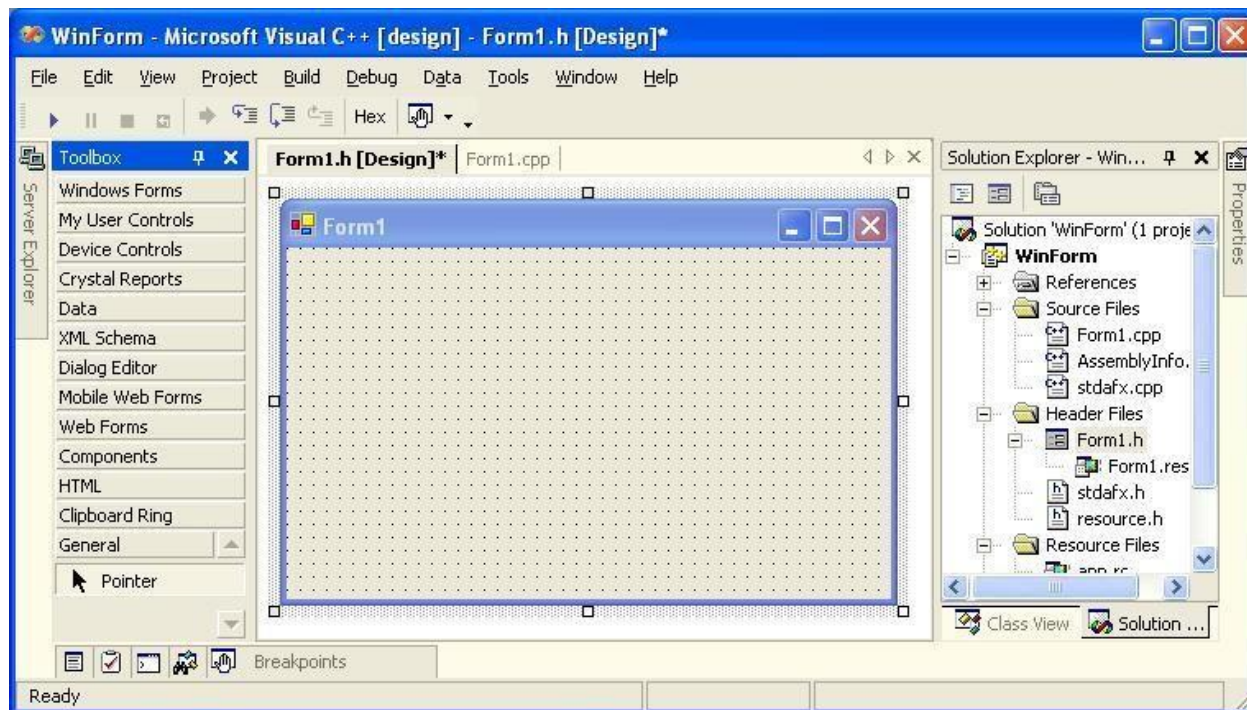 WinForm - Microsoft Visual C++ [design] - Form1.h [Design]*
File Edit View Project Build Debug Data Tools Window Help
Hex
Server Explorer
Toolbox
Windows Forms
My User Controls
Device Controls
Crystal Reports
Data
XML Schema
Dialog Editor
Mobile Web Forms
Web Forms
Components
HTML
Clipboard Ring
General
Pointer
Form1.h [Design]* Form1.cpp
Form1
Solution Explorer - Win...
Solution 'WinForm' (1 proje
WinForm
References
Source Files
Form1.cpp
AssemblyInfo.
stdafx.cpp
Header Files
Form1.h
Form1.res
stdafx.h
resource.h
Resource Files
app.rc
Class View Solution ...
Properties
Breakpoints
Ready